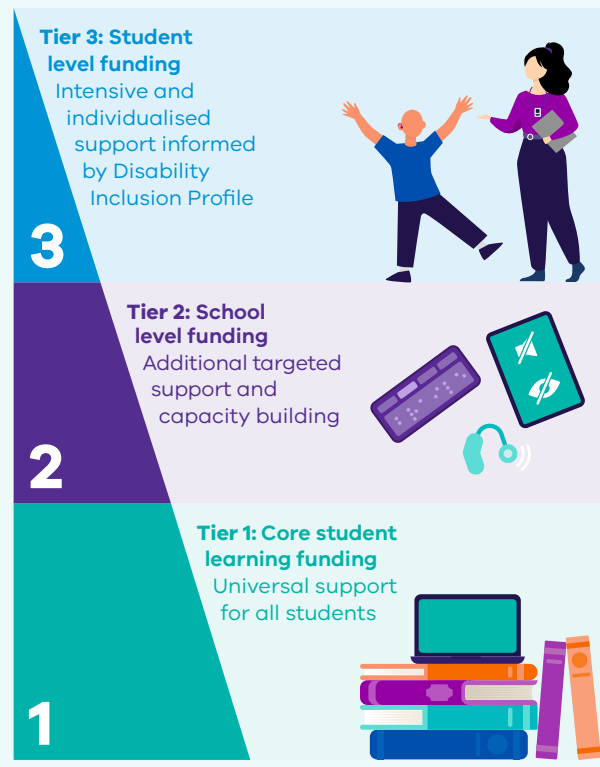 Tier 3: Student
level funding
Intensive and
individualised
support informed
by Disability
Inclusion Profile
3
Tier 2: School
level funding
Additional targeted
support and
capacity building
2
Tier 1: Core student
learning funding
Universal support
for all students
1